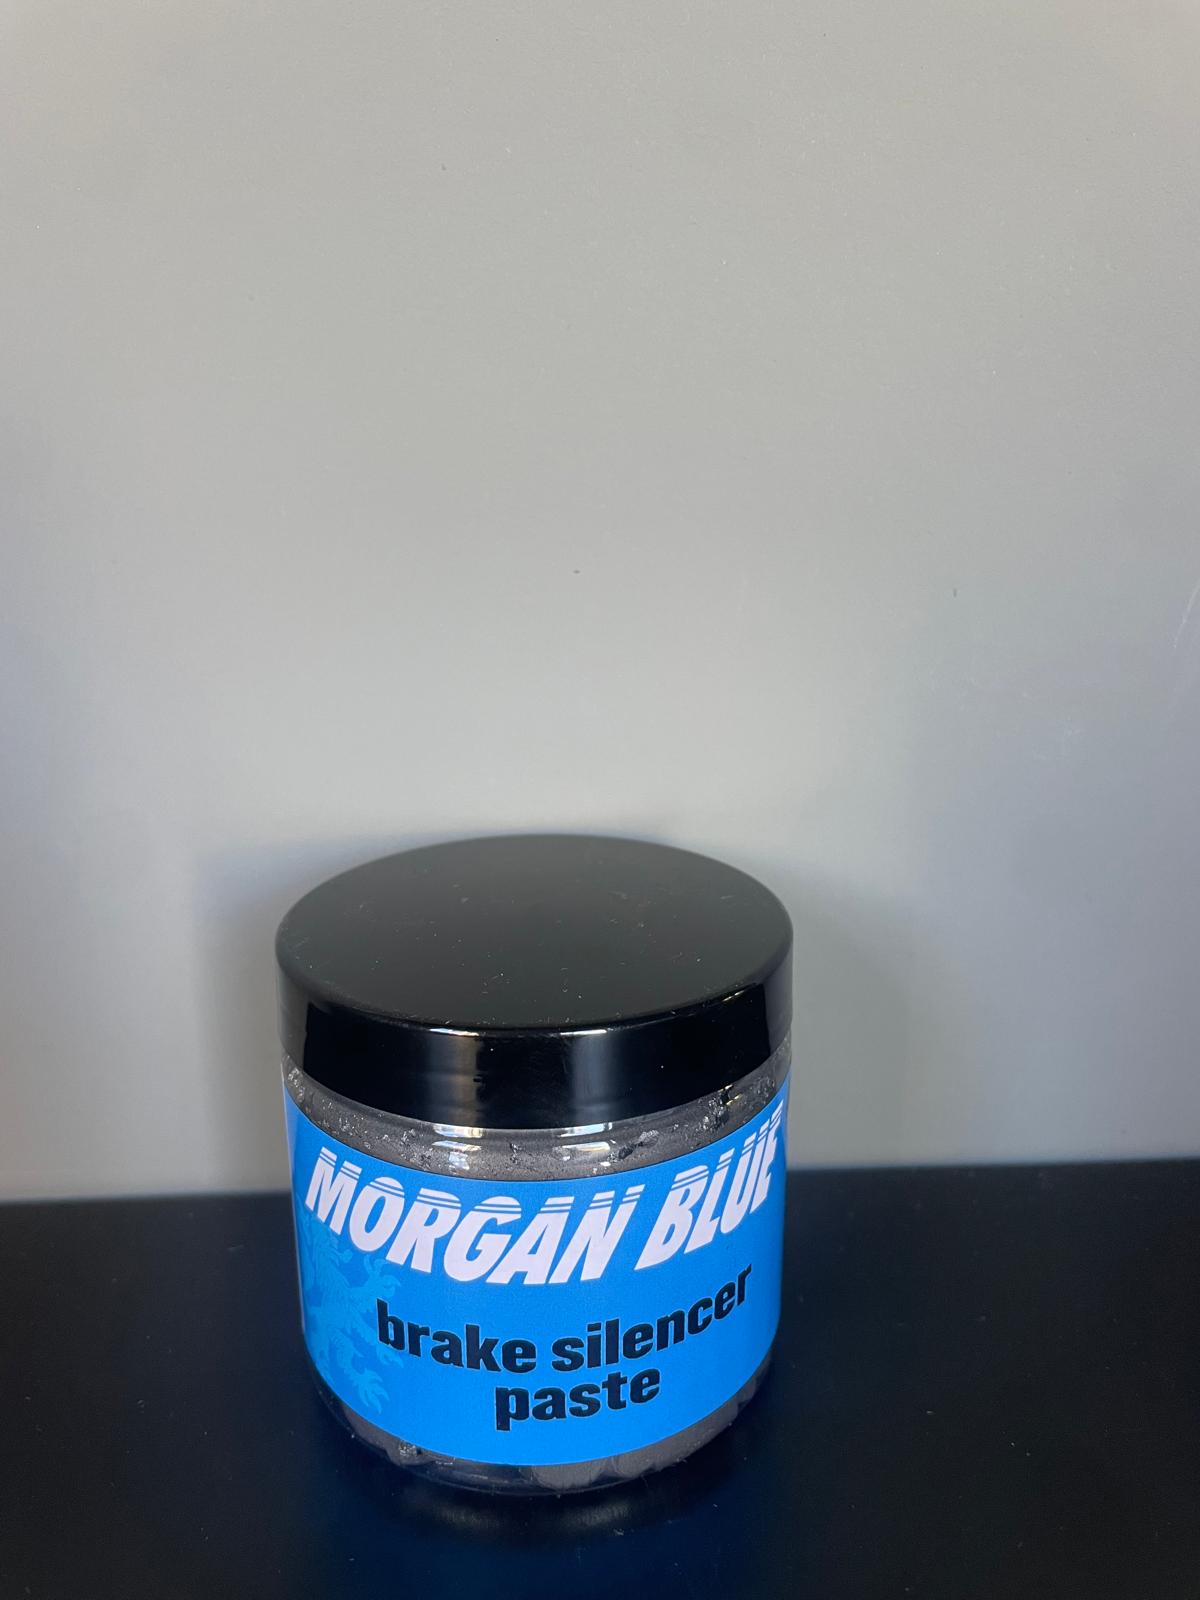 MORGAN BLUE
brake silencer
paste